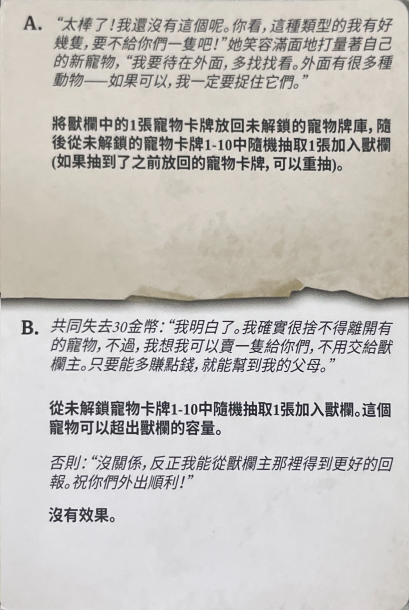 A. “太棒了！我還沒有這個呢。你看，這種類型的我有好
幾隻，要不給你們一隻吧！”她笑容滿面地打量著自己
的新寵物，“我要待在外面，多找找看。外面有很多種
動物——如果可以，我一定要捉住它們。”
將獸欄中的1張寵物卡牌放回未解鎖的寵物牌庫，隨
後從未解鎖的寵物卡牌1-10中隨機抽取1張加入獸欄
(如果抽到了之前放回的寵物卡牌，可以重抽)。
B. 共同失去30金幣：“我明白了。我確實很捨不得離開有
的寵物，不過，我想我可以賣一隻給你們，不用交給獸
欄主。只要能多賺點錢，就能幫到我的父母。”
從未解鎖寵物卡牌1-10中隨機抽取1張加入獸欄。這個
寵物可以超出獸欄的容量。
否則：“沒關係，反正我能從獸欄主那裡得到更好的回
報。祝你們外出順利！”
沒有效果。